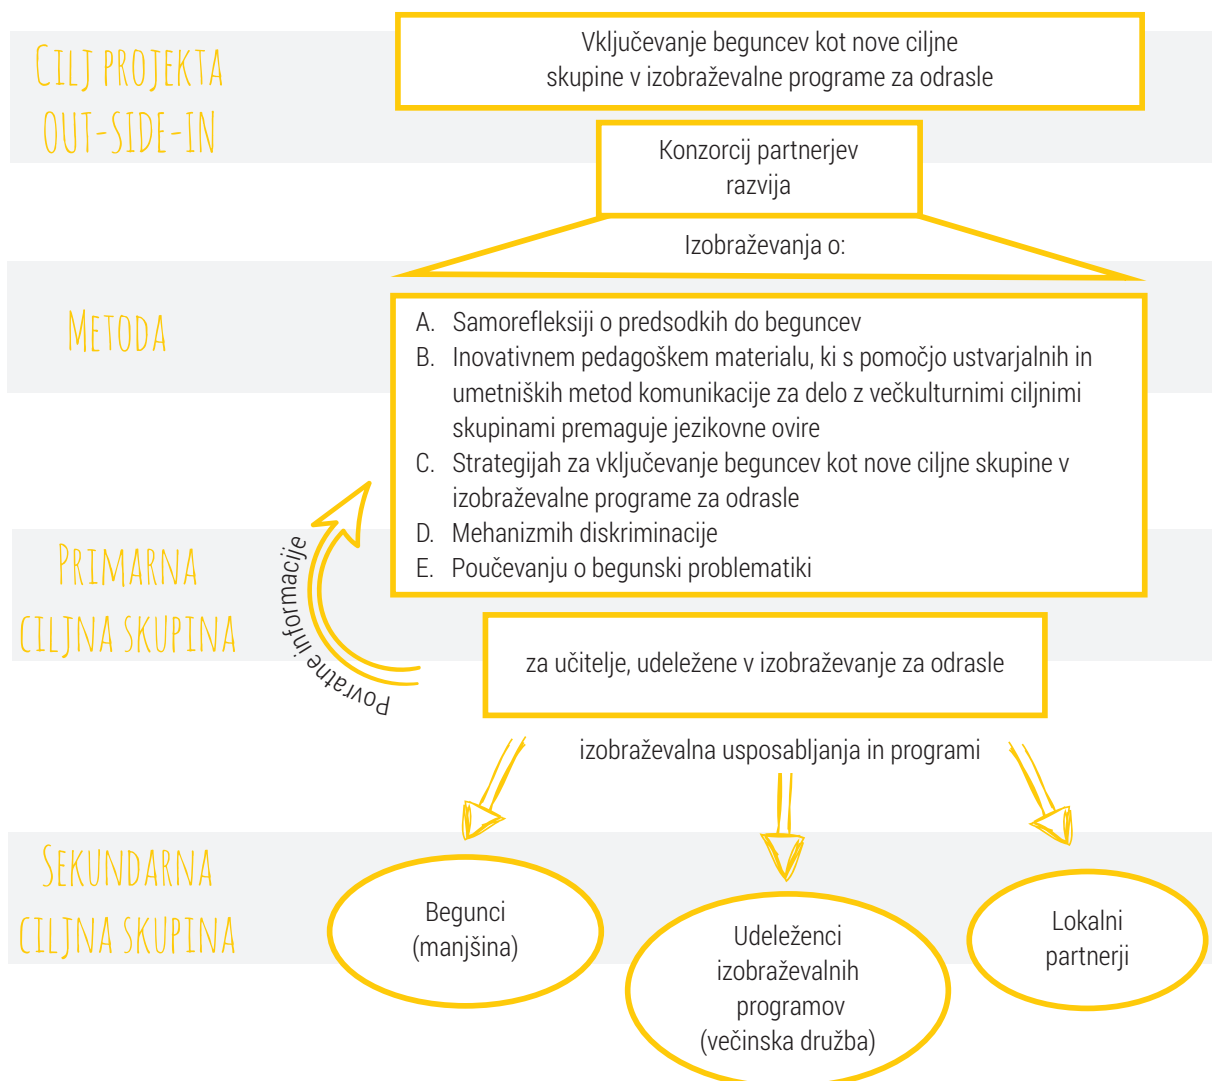 CILJ PROJEKTA
OUT-SIDE-IN
Vključevanje beguncev kot nove ciljne
skupine v izobraževalne programe za odrasle
Konzorcij partnerjev
razvija
Izobraževanja o:
METODA
A. Samorefleksiji o predsodkih do beguncev
B. Inovativnem pedagoškem materialu, ki s pomočjo ustvarjalnih in
umetniških metod komunikacije za delo z večkulturnimi ciljnimi
skupinami premaguje jezikovne ovire
C. Strategijah za vključevanje beguncev kot nove ciljne skupine v
izobraževalne programe za odrasle
D. Mehanizmih diskriminacije
E. Poučevanju o begunski problematiki
Povratne informacije
PRIMARNA
CILJNA SKUPINA
za učitelje, udeležene v izobraževanje za odrasle
izobraževalna usposabljanja in programi
SEKUNDARNA
CILJNA SKUPINA
Begunci
(manjšina)
Udeleženci
izobraževalnih
programov
(večinska družba)
Lokalni
partnerji